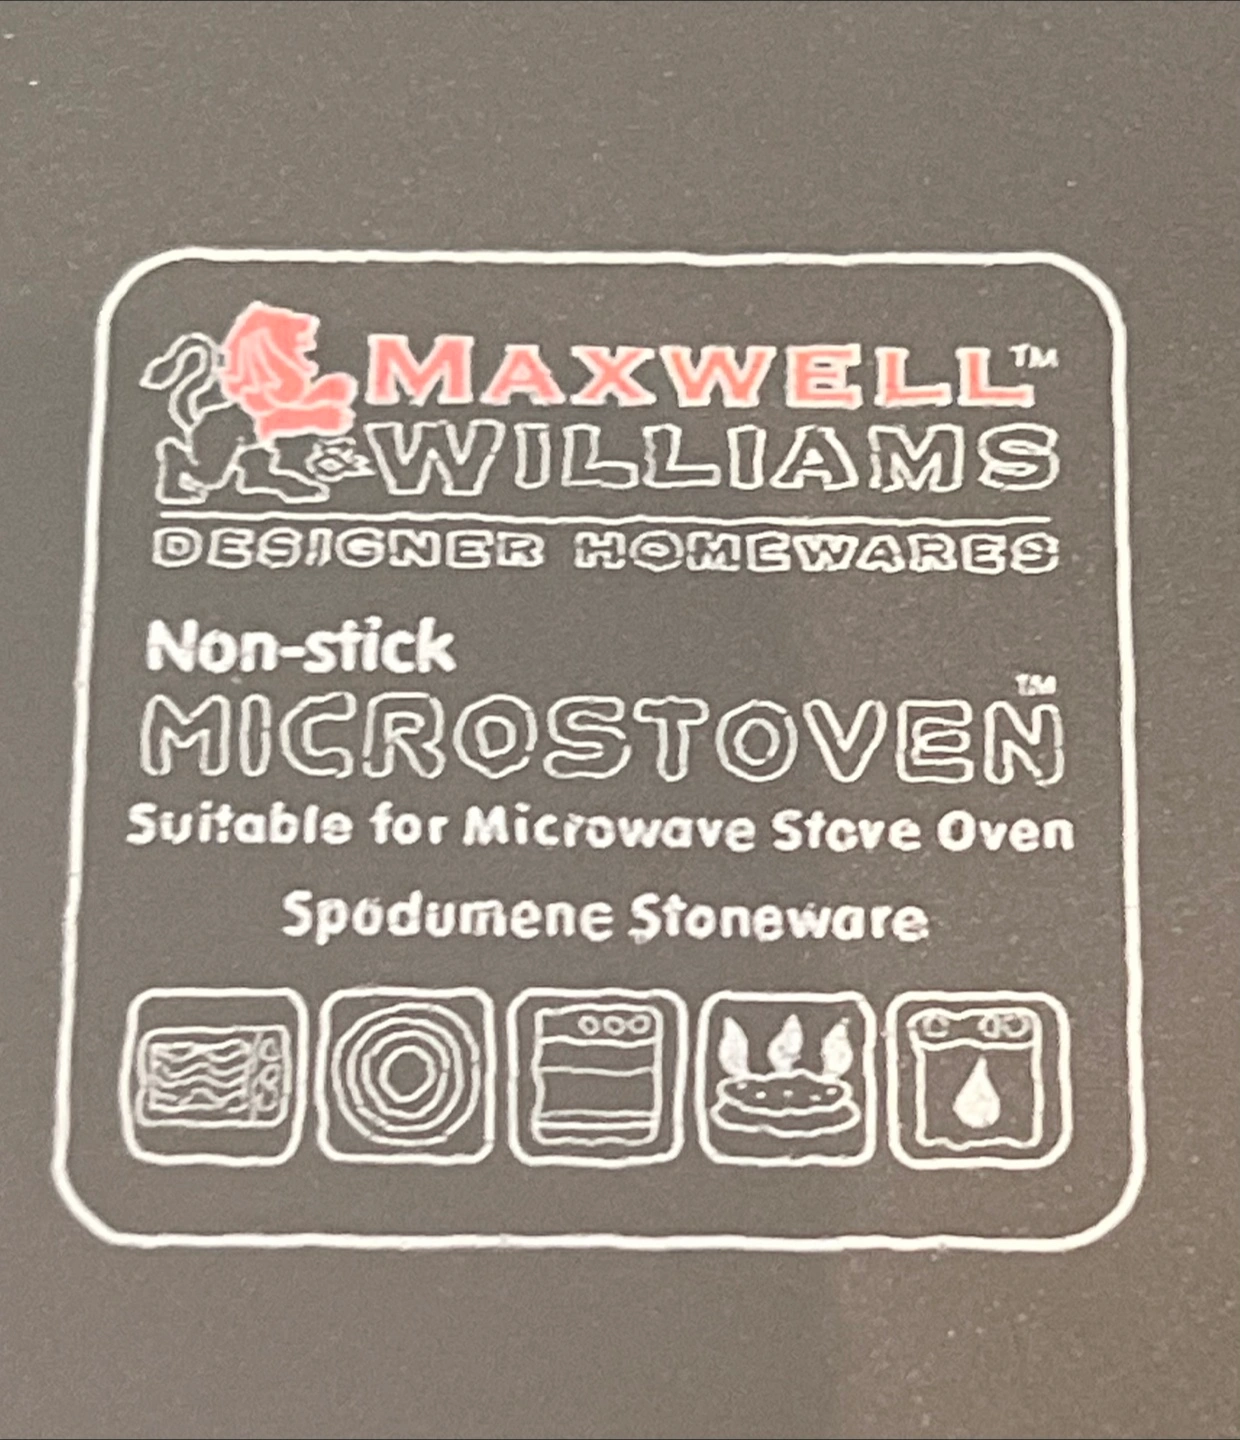 MAXWELL™
& WILLIAMS
DESIGNER HOMEWARES
Non-stick
MICROSTOVEN™
Suitable for Microwave Stove Oven
Spodumene Stoneware